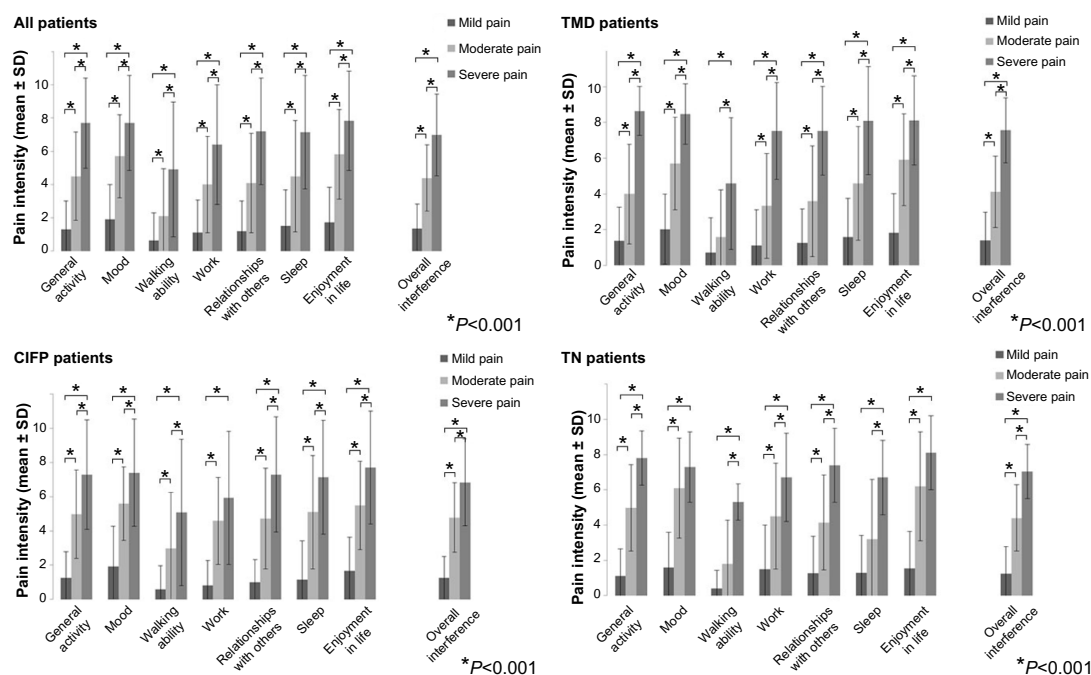 All patients
Mild pain
Moderate pain
Severe pain
Pain intensity (mean ± SD)
10
8
6
4
2
0
* * * * * * * *
* * * * * * * *
* * * * * * * *
General activity
Mood
Walking ability
Work
Relationships with others
Sleep
Enjoyment in life
Overall interference
*P<0.001
TMD patients
Mild pain
Moderate pain
Severe pain
Pain intensity (mean ± SD)
10
8
6
4
2
0
* * * * * * * *
* * * * * * * *
* * * * * * *
General activity
Mood
Walking ability
Work
Relationships with others
Sleep
Enjoyment in life
Overall interference
*P<0.001
CIFP patients
Mild pain
Moderate pain
Severe pain
Pain intensity (mean ± SD)
10
8
6
4
2
0
* * * * * * * *
* * * * * * *
* * * * * * *
General activity
Mood
Walking ability
Work
Relationships with others
Sleep
Enjoyment in life
Overall interference
*P<0.001
TN patients
Mild pain
Moderate pain
Severe pain
Pain intensity (mean ± SD)
10
8
6
4
2
0
* * * * * * * *
* * * * * *
* * * * * *
General activity
Mood
Walking ability
Work
Relationships with others
Sleep
Enjoyment in life
Overall interference
*P<0.001